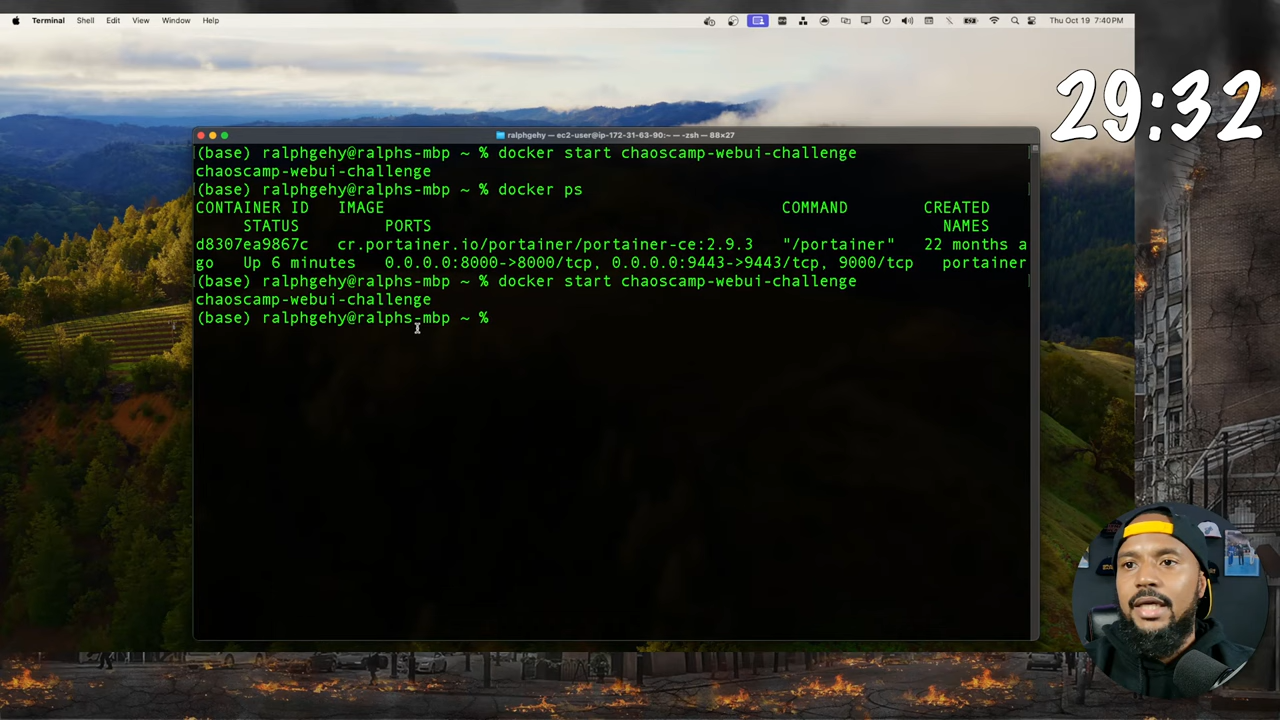 Terminal Shell Edit View Window Help
Thu Oct 19 7:40PM
29:32
ralphgehy — ec2-user@ip-172-31-63-90:~ — -zsh — 88×27
(base) ralphgehy@ralphs-mbp ~ % docker start chaoscamp-webui-challenge
chaoscamp-webui-challenge
(base) ralphgehy@ralphs-mbp ~ % docker ps
CONTAINER ID IMAGE COMMAND CREATED
STATUS PORTS NAMES
d8307ea9867c cr.portainer.io/portainer/portainer-ce:2.9.3 "/portainer" 22 months a
go Up 6 minutes 0.0.0.0:8000->8000/tcp, 0.0.0.0:9443->9443/tcp, 9000/tcp portainer
(base) ralphgehy@ralphs-mbp ~ % docker start chaoscamp-webui-challenge
chaoscamp-webui-challenge
(base) ralphgehy@ralphs-mbp ~ %